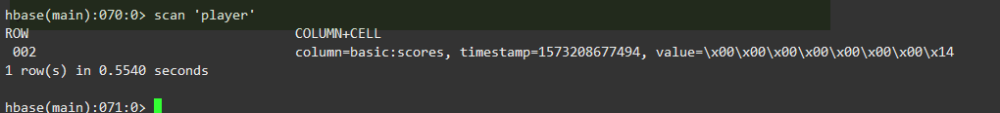 hbase(main):070:0> scan 'player'
ROW                                     COLUMN+CELL
 002                                    column=basic:scores, timestamp=1573208677494, value=\x00\x00\x00\x00\x00\x00\x00\x14
1 row(s) in 0.5540 seconds
hbase(main):071:0>